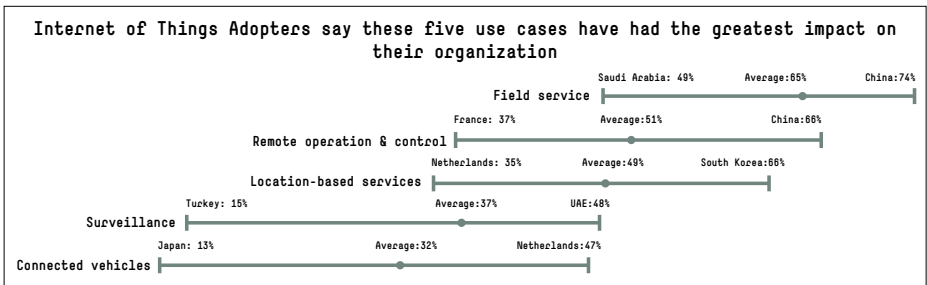 Internet of Things Adopters say these five use cases have had the greatest impact on
their organization
Saudi Arabia: 49% Average:65% China:74%
Field service
France: 37% Average:51% China:66%
Remote operation & control
Netherlands: 35% Average:49% South Korea:66%
Location-based services
Turkey: 15% Average:37% UAE:48%
Surveillance
Japan: 13% Average:32% Netherlands:47%
Connected vehicles